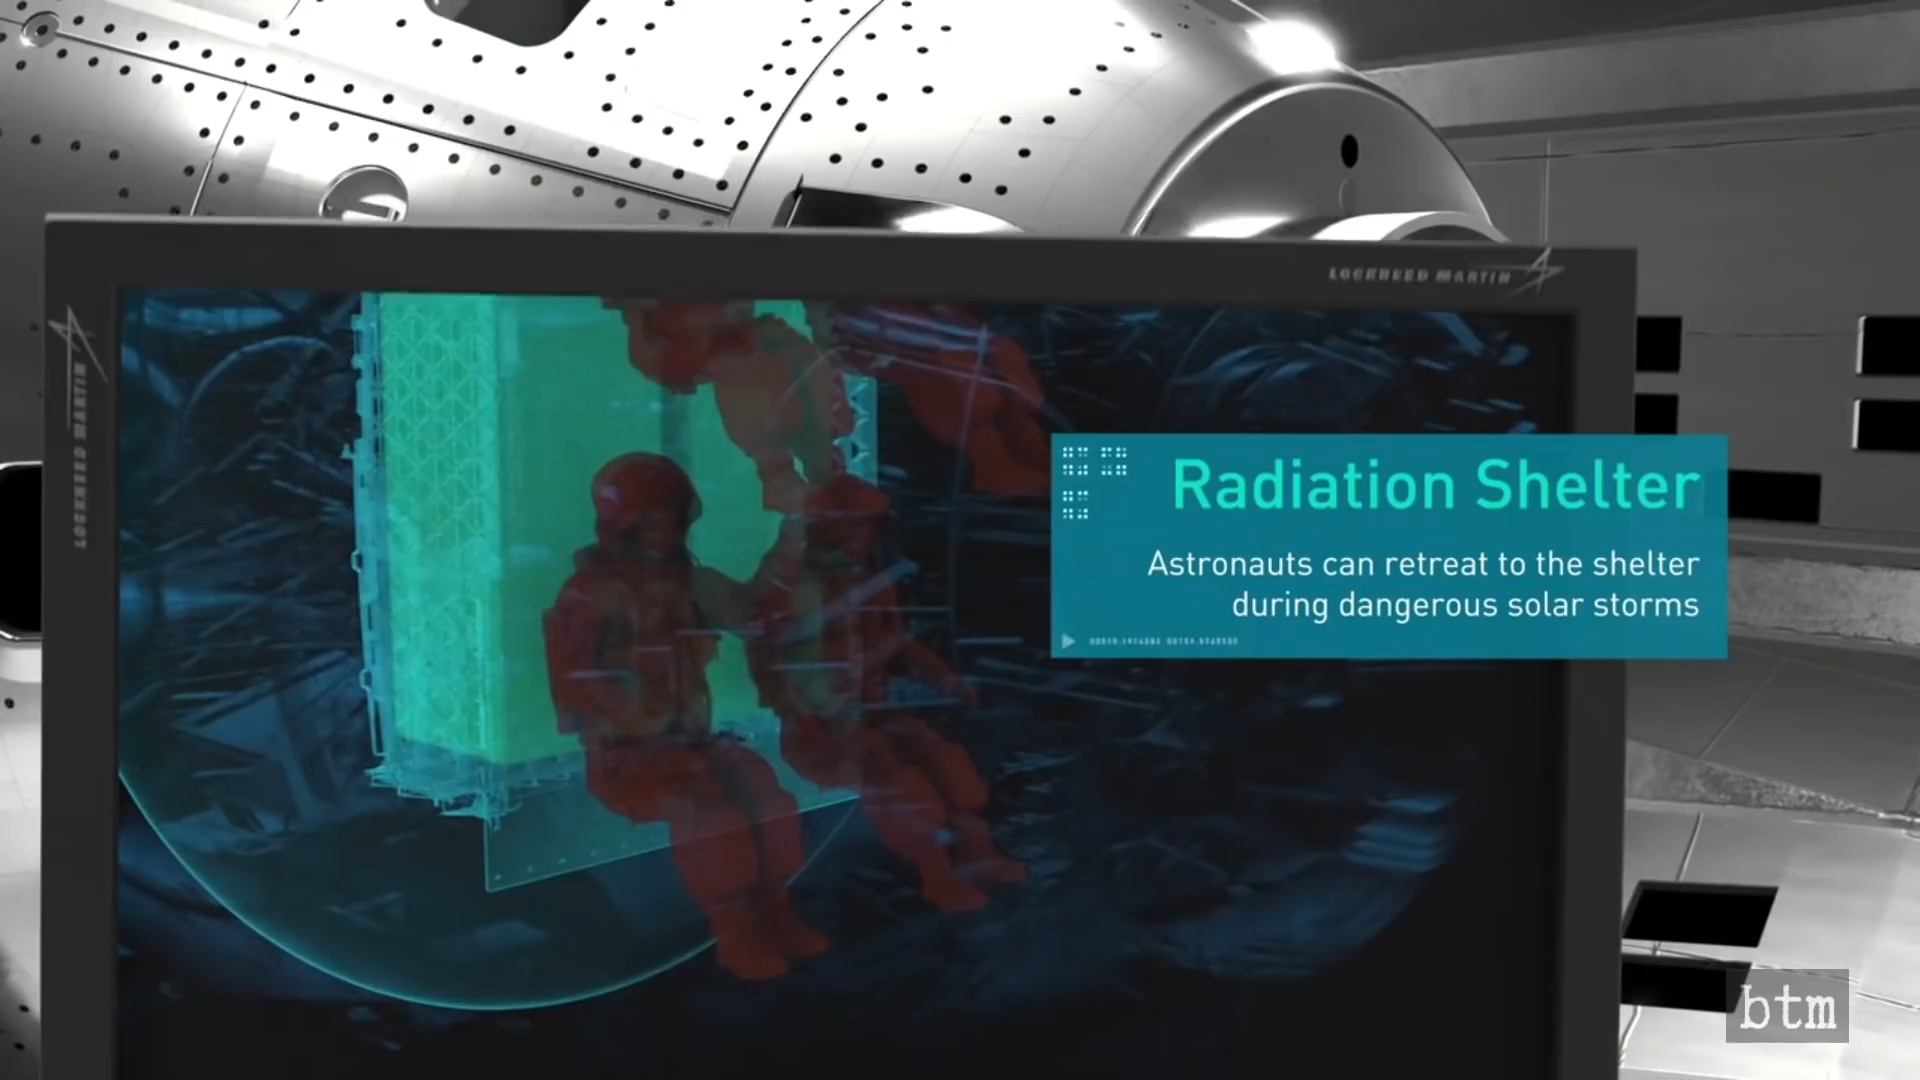 LOCKHEED MARTIN
LOCKHEED MARTIN
Radiation Shelter
Astronauts can retreat to the shelter
during dangerous solar storms
btm